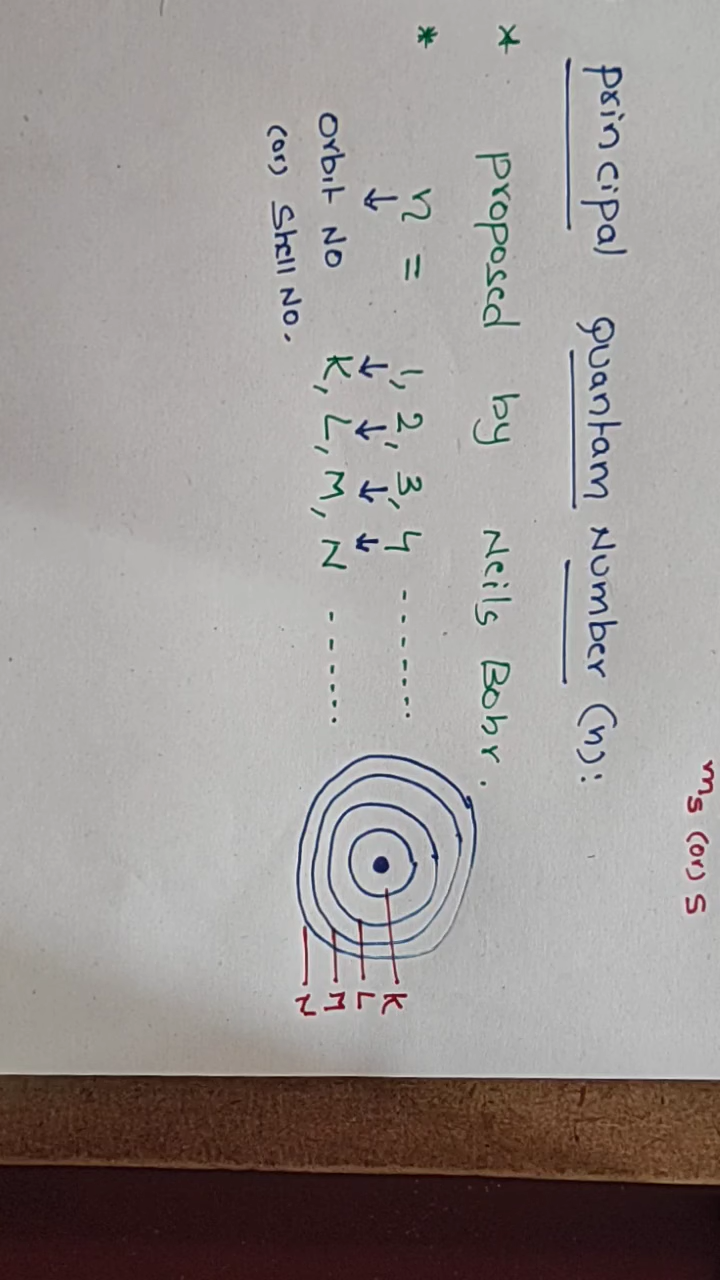 ms (or) S
Principal Quantam Number (n):
* Proposed by Neils Bohr.
* n = 1, 2, 3, 4 -------
↓ ↓ ↓ ↓ ↓
Orbit No K, L, M, N -------
(or) Shell No.
K
L
M
N